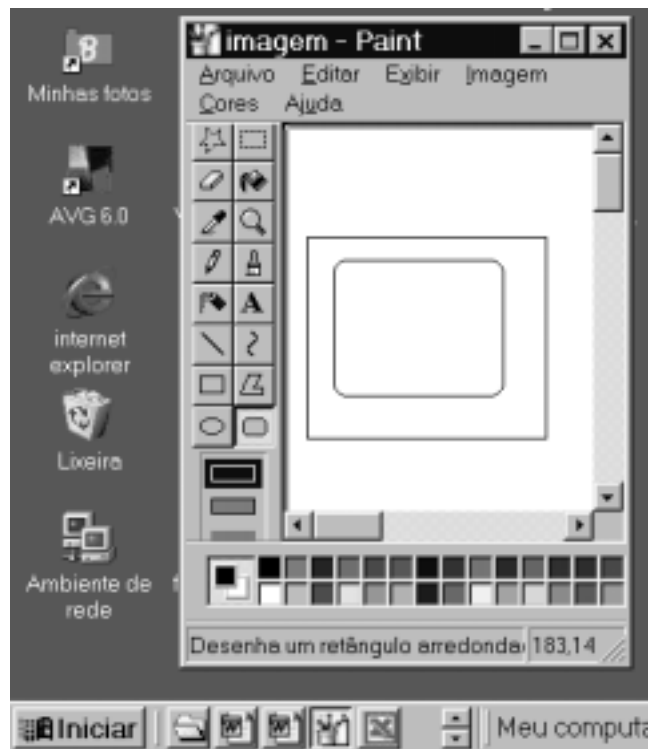 Minhas fotos
AVG 6.0
internet
explorer
Lixeira
Ambiente de
rede
imagem - Paint
Arquivo Editar Exibir Imagem
Cores Ajuda
A
Desenha um retângulo arredonda 183,14
Iniciar
Meu computa